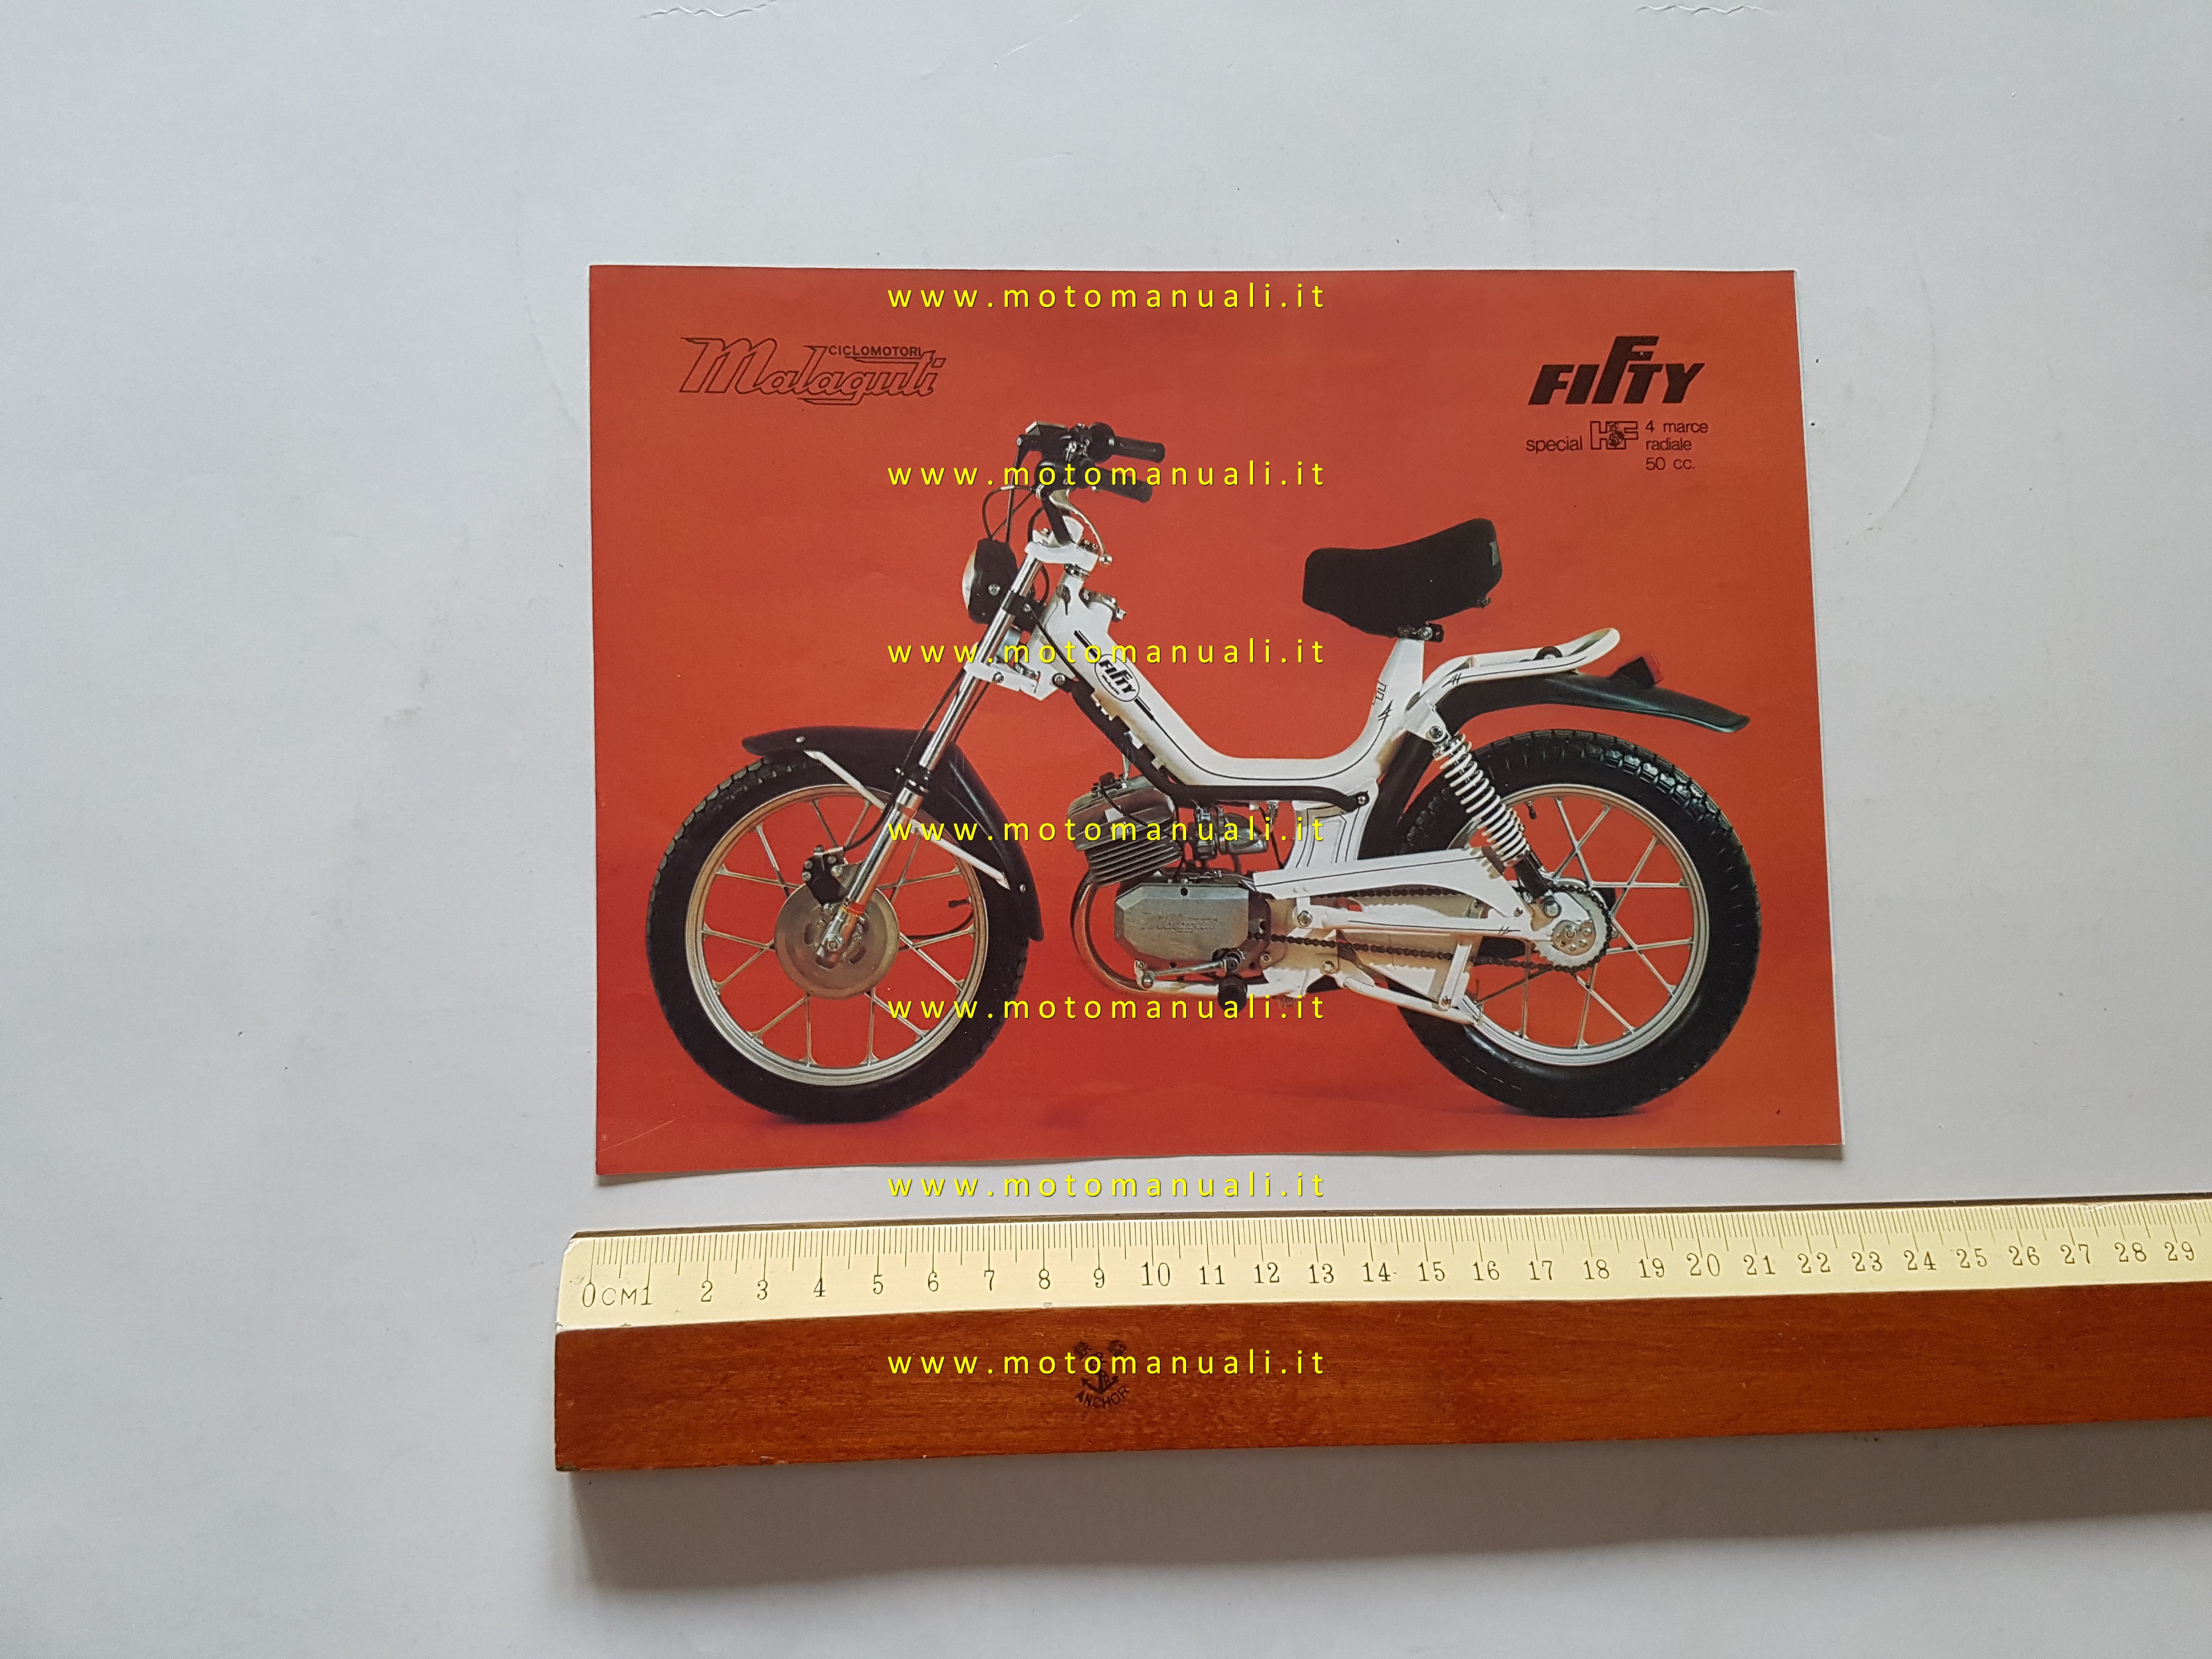 www.motomanuali.it
CICLOMOTORI
Malaguti
FIFTY
special HF 4 marce
radiale
50 cc.
www.motomanuali.it
www.motomanuali.it
FIFTY
www.motomanuali.it
Malaguti
www.motomanuali.it
www.motomanuali.it
0CM1 2 3 4 5 6 7 8 9 10 11 12 13 14 15 16 17 18 19 20 21 22 23 24 25 26 27 28 29
www.motomanuali.it
ANCHOR